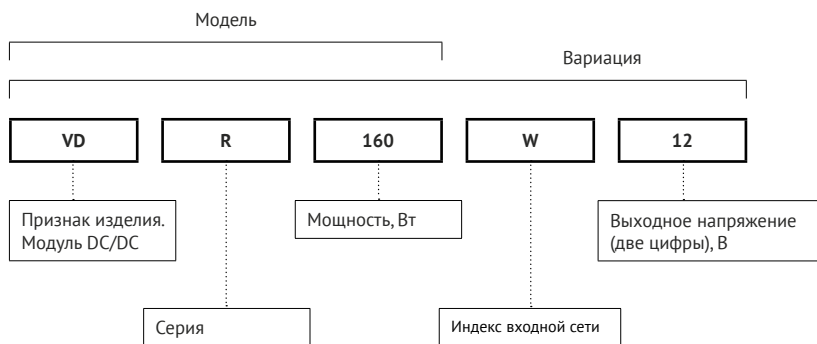 Модель
Вариация
VD
R
160
W
12
Признак изделия.
Модуль DC/DC
Мощность, Вт
Выходное напряжение
(две цифры), В
Серия
Индекс входной сети